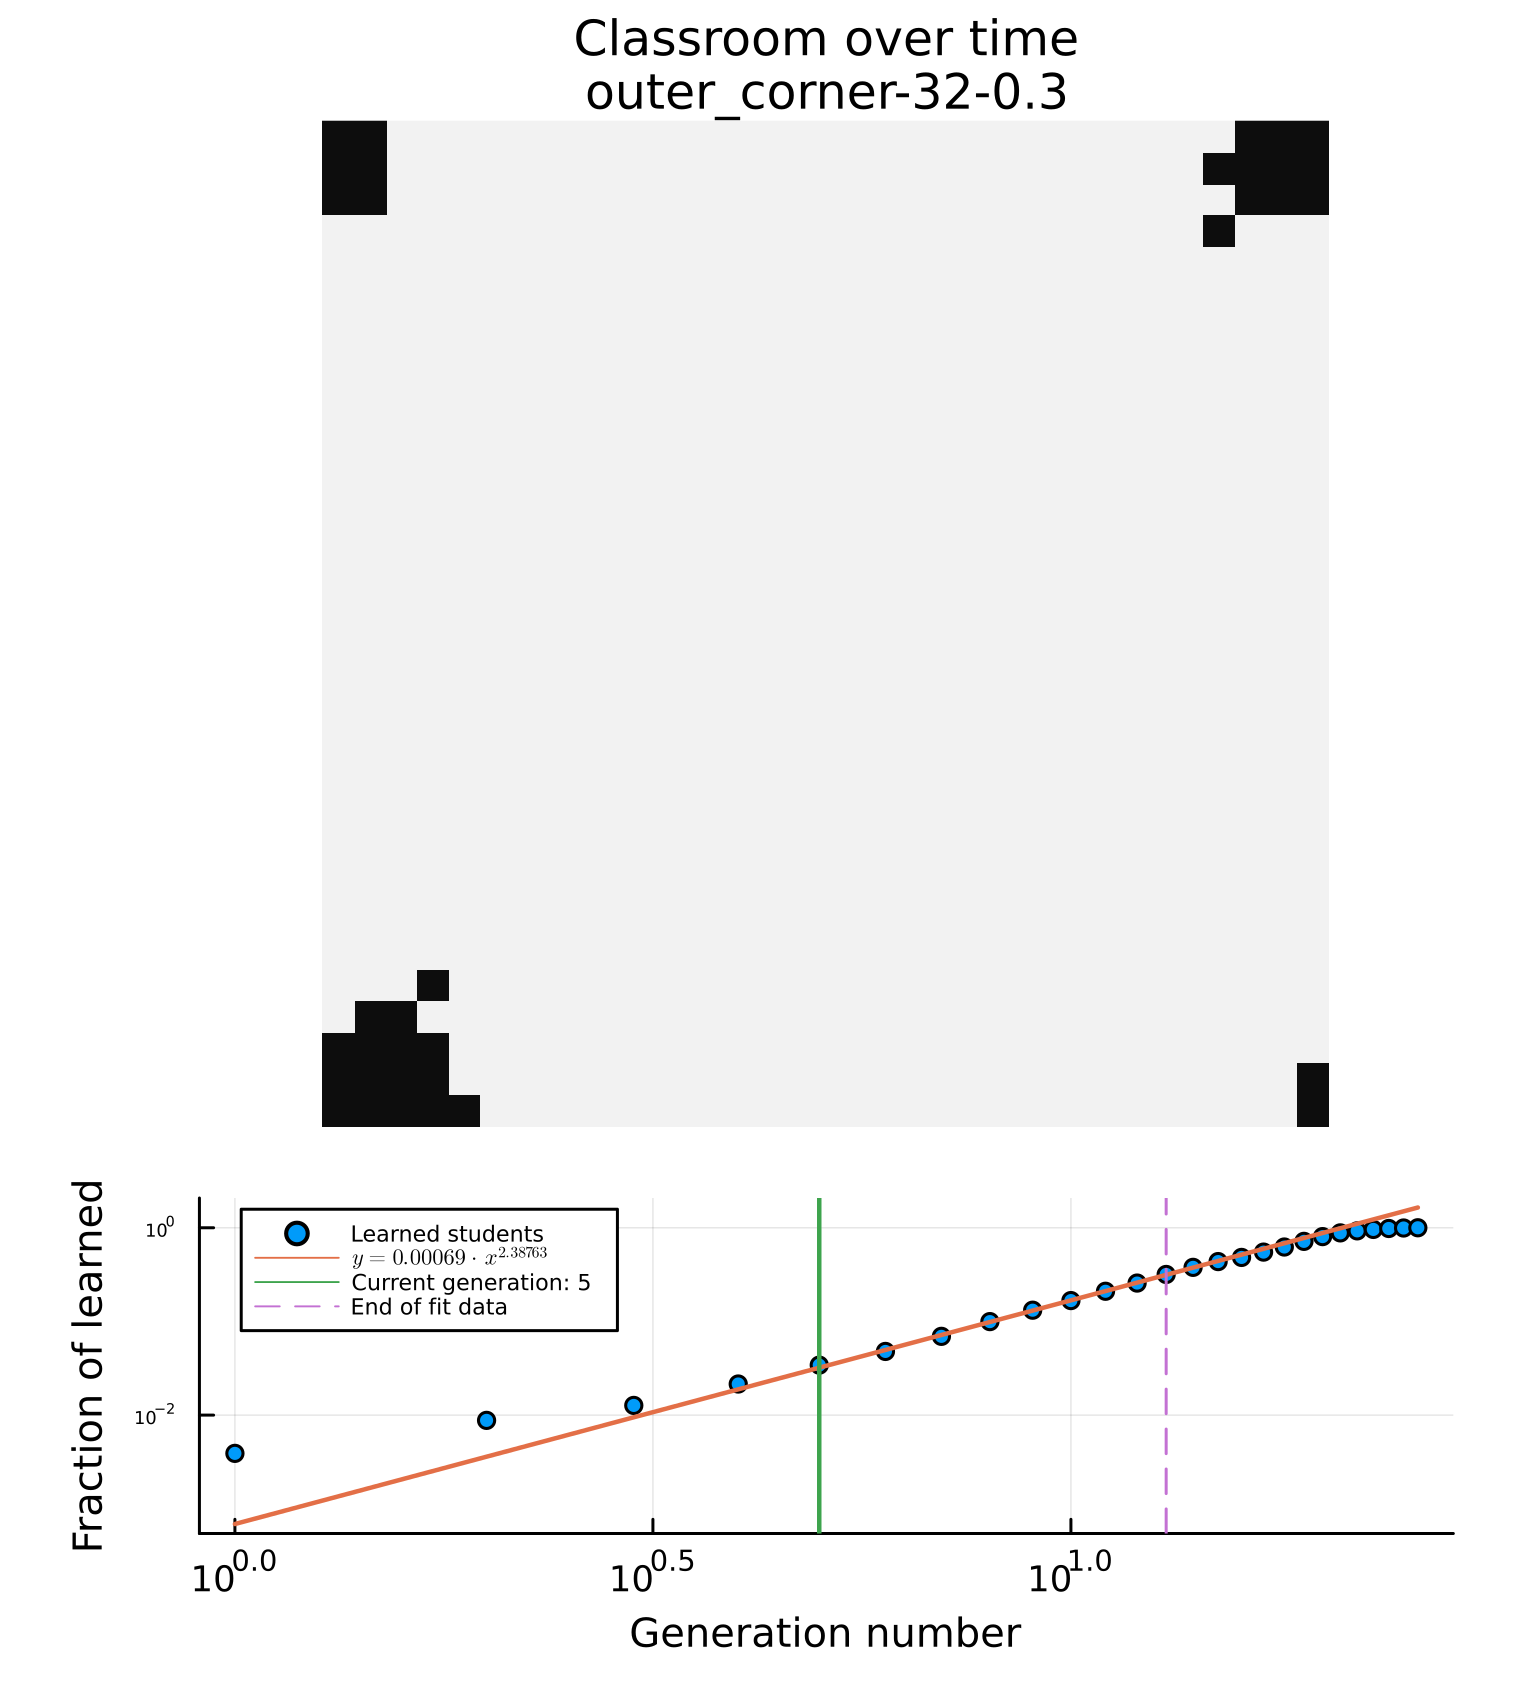 Classroom over time
outer_corner-32-0.3
Fraction of learned
10^0
10^−2
Learned students
y = 0.00069 · x^2.38763
Current generation: 5
End of fit data
10^0.0 10^0.5 10^1.0
Generation number